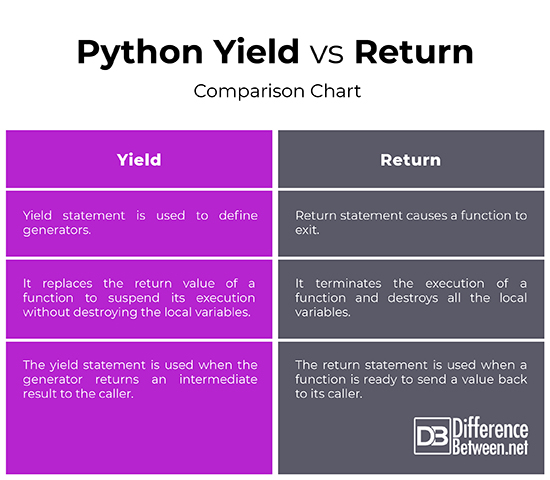 Python Yield vs Return
Comparison Chart
Yield
Return
Yield statement is used to define
generators.
Return statement causes a function to
exit.
It replaces the return value of a
function to suspend its execution
without destroying the local variables.
It terminates the execution of a
function and destroys all the local
variables.
The yield statement is used when the
generator returns an intermediate
result to the caller.
The return statement is used when a
function is ready to send a value back
to its caller.
DB Difference
Between.net